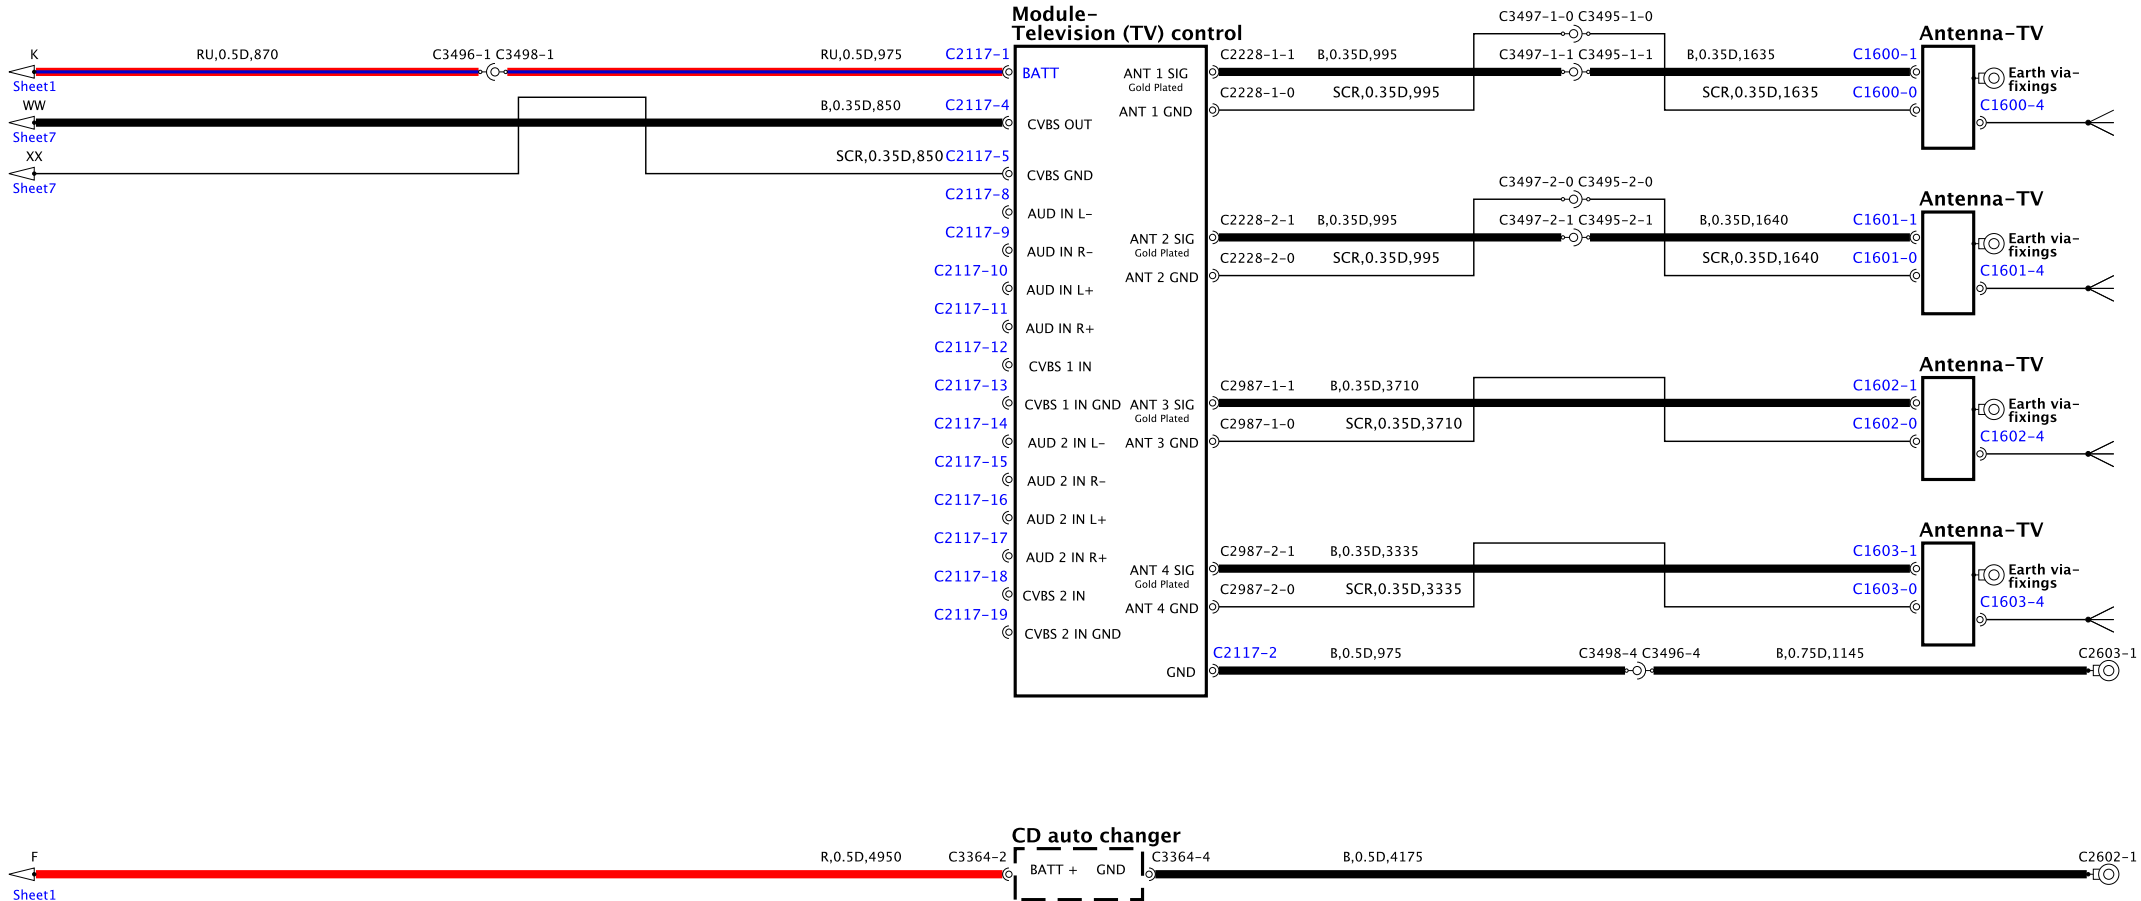 Module-
Television (TV) control
C3497-1-0 C3495-1-0
Antenna-TV
K
RU,0.5D,870
C3496-1 C3498-1
RU,0.5D,975
C2117-1
C2228-1-1
B,0.35D,995
C3497-1-1 C3495-1-1
B,0.35D,1635
C1600-1
Sheet1
BATT
ANT 1 SIG
Gold Plated
Earth via-
fixings
WW
B,0.35D,850
C2117-4
C2228-1-0
SCR,0.35D,995
SCR,0.35D,1635
C1600-0
C1600-4
Sheet7
CVBS OUT
ANT 1 GND
XX
SCR,0.35D,850
C2117-5
Sheet7
CVBS GND
C2117-8
AUD IN L-
C3497-2-0 C3495-2-0
Antenna-TV
C2117-9
AUD IN R-
C2228-2-1
B,0.35D,995
C3497-2-1 C3495-2-1
B,0.35D,1640
C1601-1
ANT 2 SIG
Gold Plated
Earth via-
fixings
C2117-10
AUD IN L+
C2228-2-0
SCR,0.35D,995
SCR,0.35D,1640
C1601-0
C1601-4
ANT 2 GND
C2117-11
AUD IN R+
C2117-12
CVBS 1 IN
Antenna-TV
C2117-13
CVBS 1 IN GND
ANT 3 SIG
Gold Plated
C2987-1-1
B,0.35D,3710
C1602-1
Earth via-
fixings
C2117-14
AUD 2 IN L-
ANT 3 GND
C2987-1-0
SCR,0.35D,3710
C1602-0
C1602-4
C2117-15
AUD 2 IN R-
C2117-16
AUD 2 IN L+
Antenna-TV
C2117-17
AUD 2 IN R+
C2987-2-1
B,0.35D,3335
C1603-1
ANT 4 SIG
Gold Plated
Earth via-
fixings
C2117-18
CVBS 2 IN
C2987-2-0
SCR,0.35D,3335
C1603-0
C1603-4
ANT 4 GND
C2117-19
CVBS 2 IN GND
GND
C2117-2
B,0.5D,975
C3498-4 C3496-4
B,0.75D,1145
C2603-1
CD auto changer
F
R,0.5D,4950
C3364-2
BATT +
GND
C3364-4
B,0.5D,4175
C2602-1
Sheet1